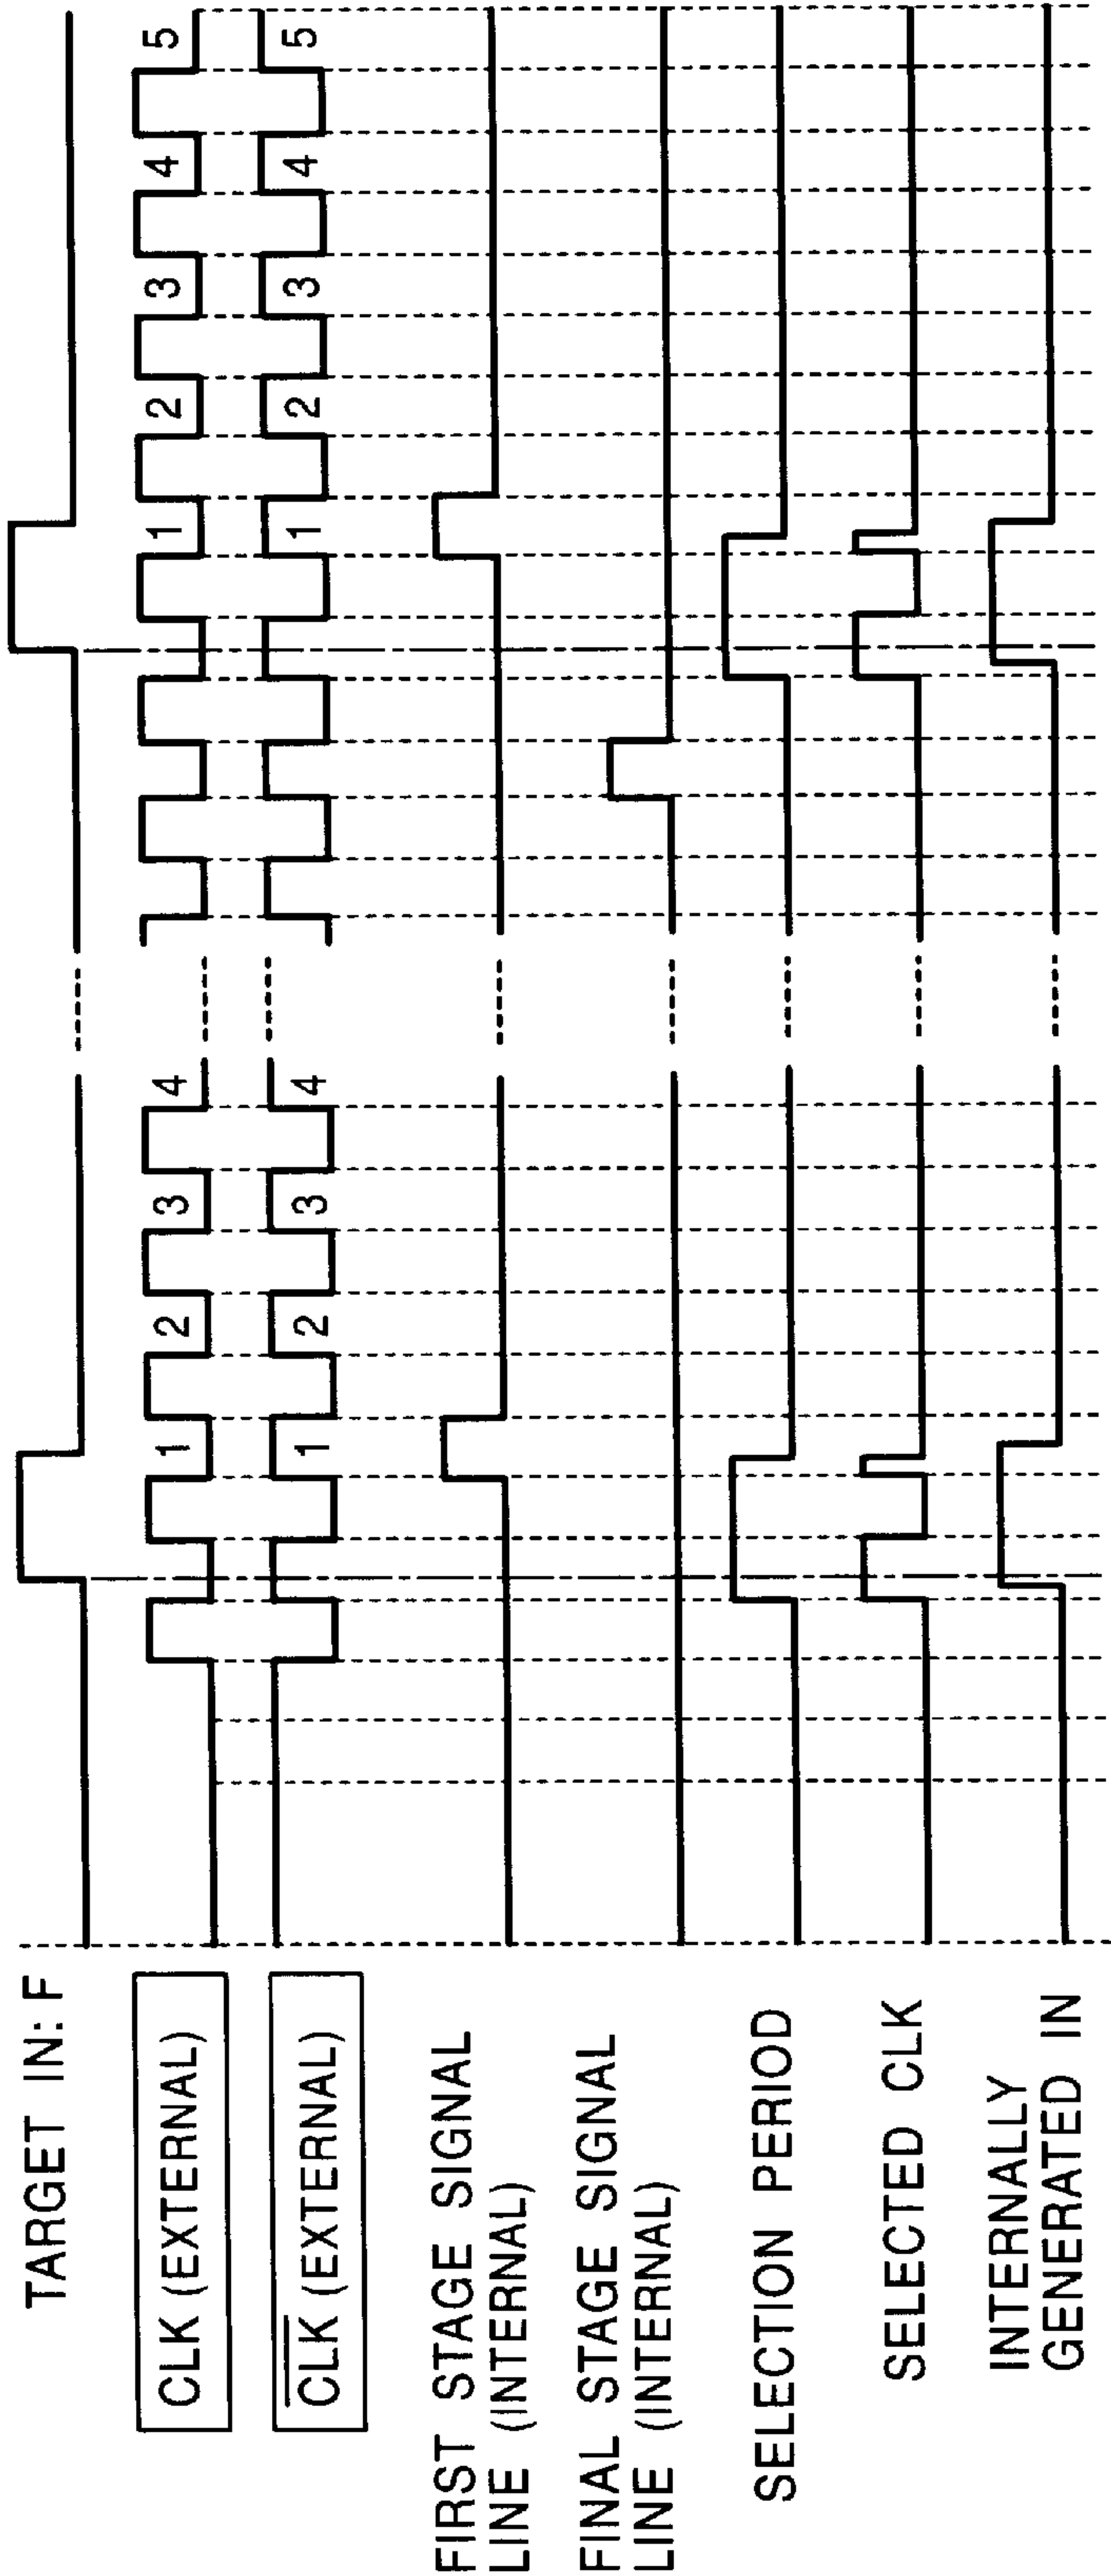 TARGET IN: F
CLK (EXTERNAL)
1 2 3 4 1 2 3 4 5
C̅L̅K̅ (EXTERNAL)
1 2 3 4 1 2 3 4 5
FIRST STAGE SIGNAL
LINE (INTERNAL)
FINAL STAGE SIGNAL
LINE (INTERNAL)
SELECTION PERIOD
SELECTED CLK
INTERNALLY
GENERATED IN